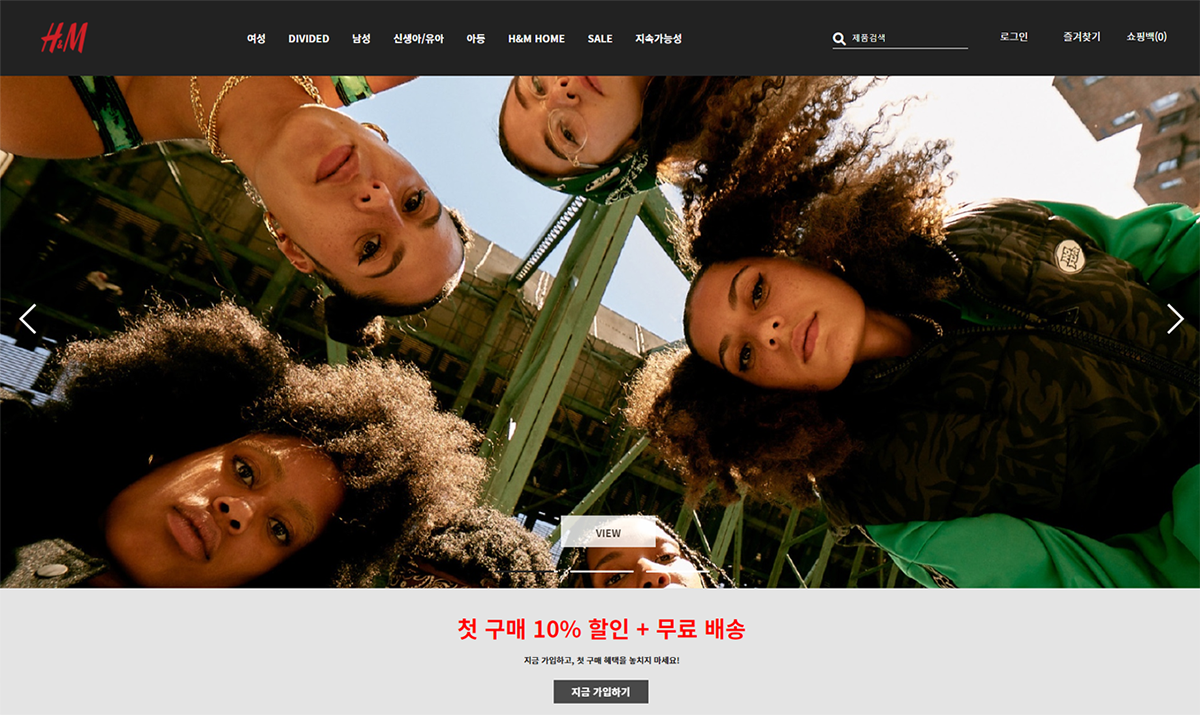 H&M
여성 DIVIDED 남성 신생아/유아 아동 H&M HOME SALE 지속가능성
제품검색
로그인 즐겨찾기 쇼핑백(0)
VIEW
첫 구매 10% 할인 + 무료 배송
지금 가입하고, 첫 구매 혜택을 놓치지 마세요!
지금 가입하기